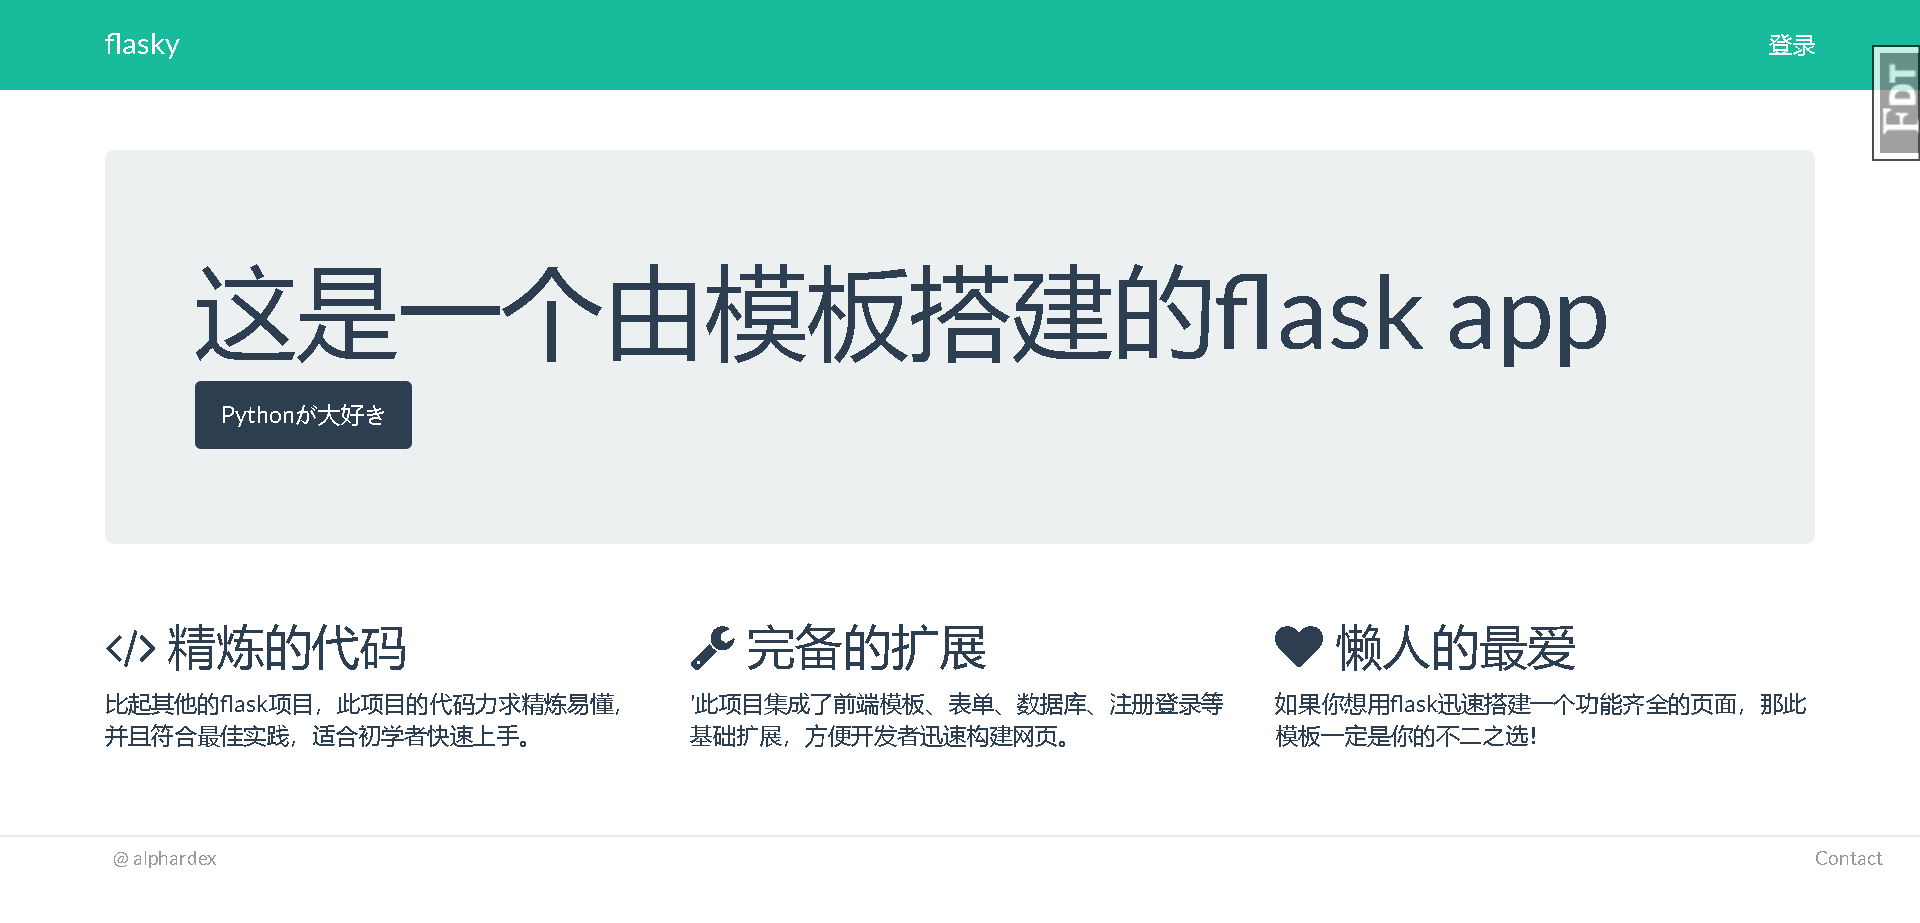 flasky
登录
FDT
这是一个由模板搭建的flask app
Pythonが大好き
精炼的代码
比起其他的flask项目，此项目的代码力求精炼易懂，
并且符合最佳实践，适合初学者快速上手。
完备的扩展
'此项目集成了前端模板、表单、数据库、注册登录等
基础扩展，方便开发者迅速构建网页。
懒人的最爱
如果你想用flask迅速搭建一个功能齐全的页面，那此
模板一定是你的不二之选!
@ alphardex
Contact